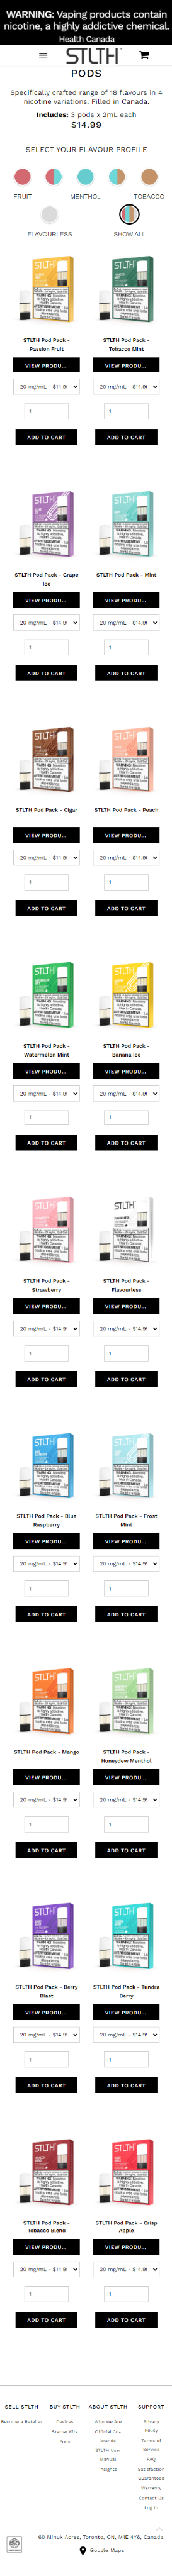 WARNING: Vaping products contain
nicotine, a highly addictive chemical.
Health Canada
STLTH
PODS
Specifically crafted range of 18 flavours in 4
nicotine variations. Filled in Canada.
Includes: 3 pods x 2mL each
$14.99
SELECT YOUR FLAVOUR PROFILE
FRUIT MENTHOL TOBACCO
FLAVOURLESS SHOW ALL
STLTH Pod Pack -
Passion Fruit
VIEW PRODU...
20 mg/mL - $14.9
1
ADD TO CART
STLTH Pod Pack -
Tobacco Mint
VIEW PRODU...
20 mg/mL - $14.9
1
ADD TO CART
STLTH Pod Pack - Grape
Ice
VIEW PRODU...
20 mg/mL - $14.9
1
ADD TO CART
STLTH Pod Pack - Mint
VIEW PRODU...
20 mg/mL - $14.9
1
ADD TO CART
STLTH Pod Pack - Cigar
VIEW PRODU...
20 mg/mL - $14.9
1
ADD TO CART
STLTH Pod Pack - Peach
VIEW PRODU...
20 mg/mL - $14.9
1
ADD TO CART
STLTH Pod Pack -
Watermelon Mint
VIEW PRODU...
20 mg/mL - $14.9
1
ADD TO CART
STLTH Pod Pack -
Banana Ice
VIEW PRODU...
20 mg/mL - $14.9
1
ADD TO CART
STLTH Pod Pack -
Strawberry
VIEW PRODU...
20 mg/mL - $14.9
1
ADD TO CART
STLTH Pod Pack -
Flavourless
VIEW PRODU...
20 mg/mL - $14.9
1
ADD TO CART
STLTH Pod Pack - Blue
Raspberry
VIEW PRODU...
20 mg/mL - $14.9
1
ADD TO CART
STLTH Pod Pack - Frost
Mint
VIEW PRODU...
20 mg/mL - $14.9
1
ADD TO CART
STLTH Pod Pack - Mango
VIEW PRODU...
20 mg/mL - $14.9
1
ADD TO CART
STLTH Pod Pack -
Honeydew Menthol
VIEW PRODU...
20 mg/mL - $14.9
1
ADD TO CART
STLTH Pod Pack - Berry
Blast
VIEW PRODU...
20 mg/mL - $14.9
1
ADD TO CART
STLTH Pod Pack - Tundra
Berry
VIEW PRODU...
20 mg/mL - $14.9
1
ADD TO CART
STLTH Pod Pack -
Tobacco Blend
VIEW PRODU...
20 mg/mL - $14.9
1
ADD TO CART
STLTH Pod Pack - Crisp
Apple
VIEW PRODU...
20 mg/mL - $14.9
1
ADD TO CART
SELL STLTH
Become a Retailer
BUY STLTH
Devices
Starter Kits
Pods
ABOUT STLTH
Who We Are
Official Co-
brands
STLTH User
Manual
Insights
SUPPORT
Privacy
Policy
Terms of
Service
FAQ
Satisfaction
Guaranteed
Warranty
Contact Us
Log in
60 Minuk Acres, Toronto, ON, M1E 4Y6, Canada
Google Maps